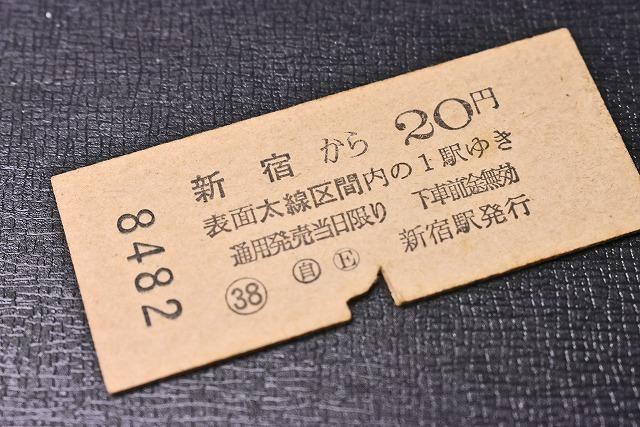 新宿から 20円
表面太線区間内の1駅ゆき
通用発売当日限り 下車前途無効
㊳ 自 E 新宿駅発行
8482